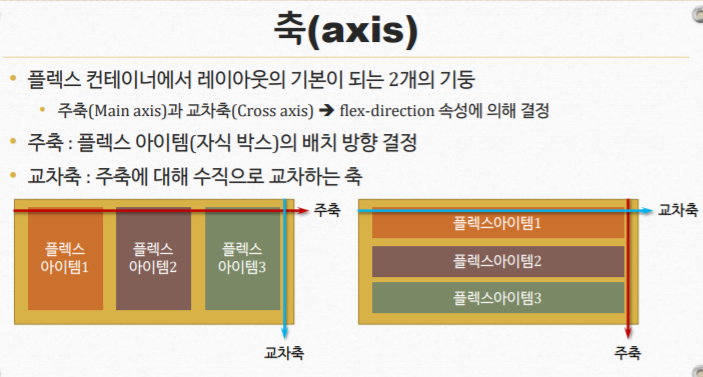 축(axis)
• 플렉스 컨테이너에서 레이아웃의 기본이 되는 2개의 기둥
• 주축(Main axis)과 교차축(Cross axis) ➔ flex-direction 속성에 의해 결정
• 주축 : 플렉스 아이템(자식 박스)의 배치 방향 결정
• 교차축 : 주축에 대해 수직으로 교차하는 축
주축
플렉스
아이템1
플렉스
아이템2
플렉스
아이템3
교차축
교차축
플렉스아이템1
플렉스아이템2
플렉스아이템3
주축